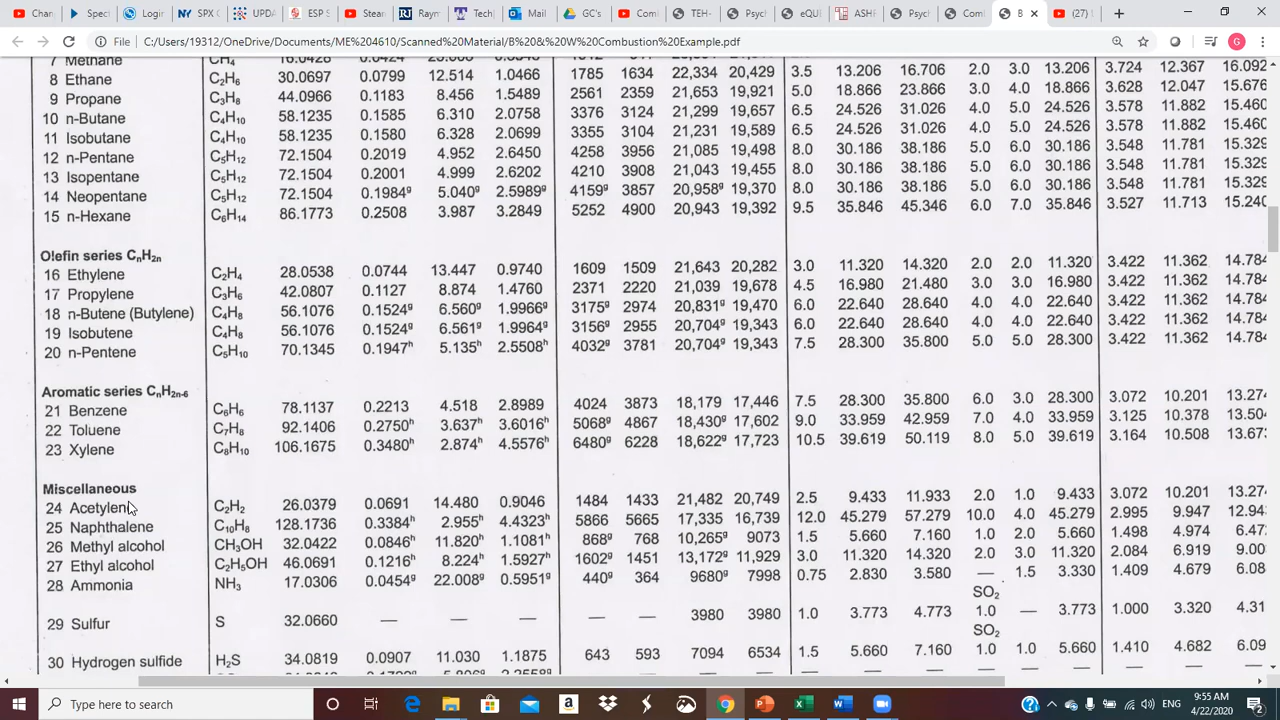 Chan
Spect
Login
NY SPX C
UPDA
ESP S
Stear
RJ Rayn
Tech
Mail
GC's
Coml
TEH-
Psych
eQUI
ASHR
Psych
Coml
B
(27)
File C:/Users/19312/OneDrive/Documents/ME%204610/Scanned%20Material/B%20&%20W%20Combustion%20Example.pdf
G
7 Methane CH₄ 16.0428 0.0424
8 Ethane C₂H₆ 30.0697 0.0799 12.514 1.0466 1785 1634 22,334 20,429 3.5 13.206 16.706 2.0 3.0 13.206 3.724 12.367 16.092
9 Propane C₃H₈ 44.0966 0.1183 8.456 1.5489 2561 2359 21,653 19,921 5.0 18.866 23.866 3.0 4.0 18.866 3.628 12.047 15.676
10 n-Butane C₄H₁₀ 58.1235 0.1585 6.310 2.0758 3376 3124 21,299 19,657 6.5 24.526 31.026 4.0 5.0 24.526 3.578 11.882 15.460
11 Isobutane C₄H₁₀ 58.1235 0.1580 6.328 2.0699 3355 3104 21,231 19,589 6.5 24.526 31.026 4.0 5.0 24.526 3.578 11.882 15.460
12 n-Pentane C₅H₁₂ 72.1504 0.2019 4.952 2.6450 4258 3956 21,085 19,498 8.0 30.186 38.186 5.0 6.0 30.186 3.548 11.781 15.329
13 Isopentane C₅H₁₂ 72.1504 0.2001 4.999 2.6202 4210 3908 21,043 19,455 8.0 30.186 38.186 5.0 6.0 30.186 3.548 11.781 15.329
14 Neopentane C₅H₁₂ 72.1504 0.1984ᵍ 5.040ᵍ 2.5989ᵍ 4159ᵍ 3857 20,958ᵍ 19,370 8.0 30.186 38.186 5.0 6.0 30.186 3.548 11.781 15.329
15 n-Hexane C₆H₁₄ 86.1773 0.2508 3.987 3.2849 5252 4900 20,943 19,392 9.5 35.846 45.346 6.0 7.0 35.846 3.527 11.713 15.240
Olefin series CₙH₂ₙ
16 Ethylene C₂H₄ 28.0538 0.0744 13.447 0.9740 1609 1509 21,643 20,282 3.0 11.320 14.320 2.0 2.0 11.320 3.422 11.362 14.784
17 Propylene C₃H₆ 42.0807 0.1127 8.874 1.4760 2371 2220 21,039 19,678 4.5 16.980 21.480 3.0 3.0 16.980 3.422 11.362 14.784
18 n-Butene (Butylene) C₄H₈ 56.1076 0.1524ᵍ 6.560ᵍ 1.9966ᵍ 3175ᵍ 2974 20,831ᵍ 19,470 6.0 22.640 28.640 4.0 4.0 22.640 3.422 11.362 14.784
19 Isobutene C₄H₈ 56.1076 0.1524ᵍ 6.561ᵍ 1.9964ᵍ 3156ᵍ 2955 20,704ᵍ 19,343 6.0 22.640 28.640 4.0 4.0 22.640 3.422 11.362 14.784
20 n-Pentene C₅H₁₀ 70.1345 0.1947ʰ 5.135ʰ 2.5508ʰ 4032ᵍ 3781 20,704ᵍ 19,343 7.5 28.300 35.800 5.0 5.0 28.300 3.422 11.362 14.784
Aromatic series CₙH₂ₙ₋₆
21 Benzene C₆H₆ 78.1137 0.2213 4.518 2.8989 4024 3873 18,179 17,446 7.5 28.300 35.800 6.0 3.0 28.300 3.072 10.201 13.274
22 Toluene C₇H₈ 92.1406 0.2750ʰ 3.637ʰ 3.6016ʰ 5068ᵍ 4867 18,430ᵍ 17,602 9.0 33.959 42.959 7.0 4.0 33.959 3.125 10.378 13.504
23 Xylene C₈H₁₀ 106.1675 0.3480ʰ 2.874ʰ 4.5576ʰ 6480ᵍ 6228 18,622ᵍ 17,723 10.5 39.619 50.119 8.0 5.0 39.619 3.164 10.508 13.673
Miscellaneous
24 Acetylene C₂H₂ 26.0379 0.0691 14.480 0.9046 1484 1433 21,482 20,749 2.5 9.433 11.933 2.0 1.0 9.433 3.072 10.201 13.274
25 Naphthalene C₁₀H₈ 128.1736 0.3384ʰ 2.955ʰ 4.4323ʰ 5866 5665 17,335 16,739 12.0 45.279 57.279 10.0 4.0 45.279 2.995 9.947 12.943
26 Methyl alcohol CH₃OH 32.0422 0.0846ʰ 11.820ʰ 1.1081ʰ 868ᵍ 768 10,265ᵍ 9073 1.5 5.660 7.160 1.0 2.0 5.660 1.498 4.974 6.47
27 Ethyl alcohol C₂H₅OH 46.0691 0.1216ʰ 8.224ʰ 1.5927ʰ 1602ᵍ 1451 13,172ᵍ 11,929 3.0 11.320 14.320 2.0 3.0 11.320 2.084 6.919 9.00
28 Ammonia NH₃ 17.0306 0.0454ᵍ 22.008ᵍ 0.5951ᵍ 440ᵍ 364 9680ᵍ 7998 0.75 2.830 3.580 — 1.5 3.330 1.409 4.679 6.08
SO₂
29 Sulfur S 32.0660 — — — — — 3980 3980 1.0 3.773 4.773 1.0 — 3.773 1.000 3.320 4.31
SO₂
30 Hydrogen sulfide H₂S 34.0819 0.0907 11.030 1.1875 643 593 7094 6534 1.5 5.660 7.160 1.0 1.0 5.660 1.410 4.682 6.09
Type here to search
ENG
9:55 AM
4/22/2020